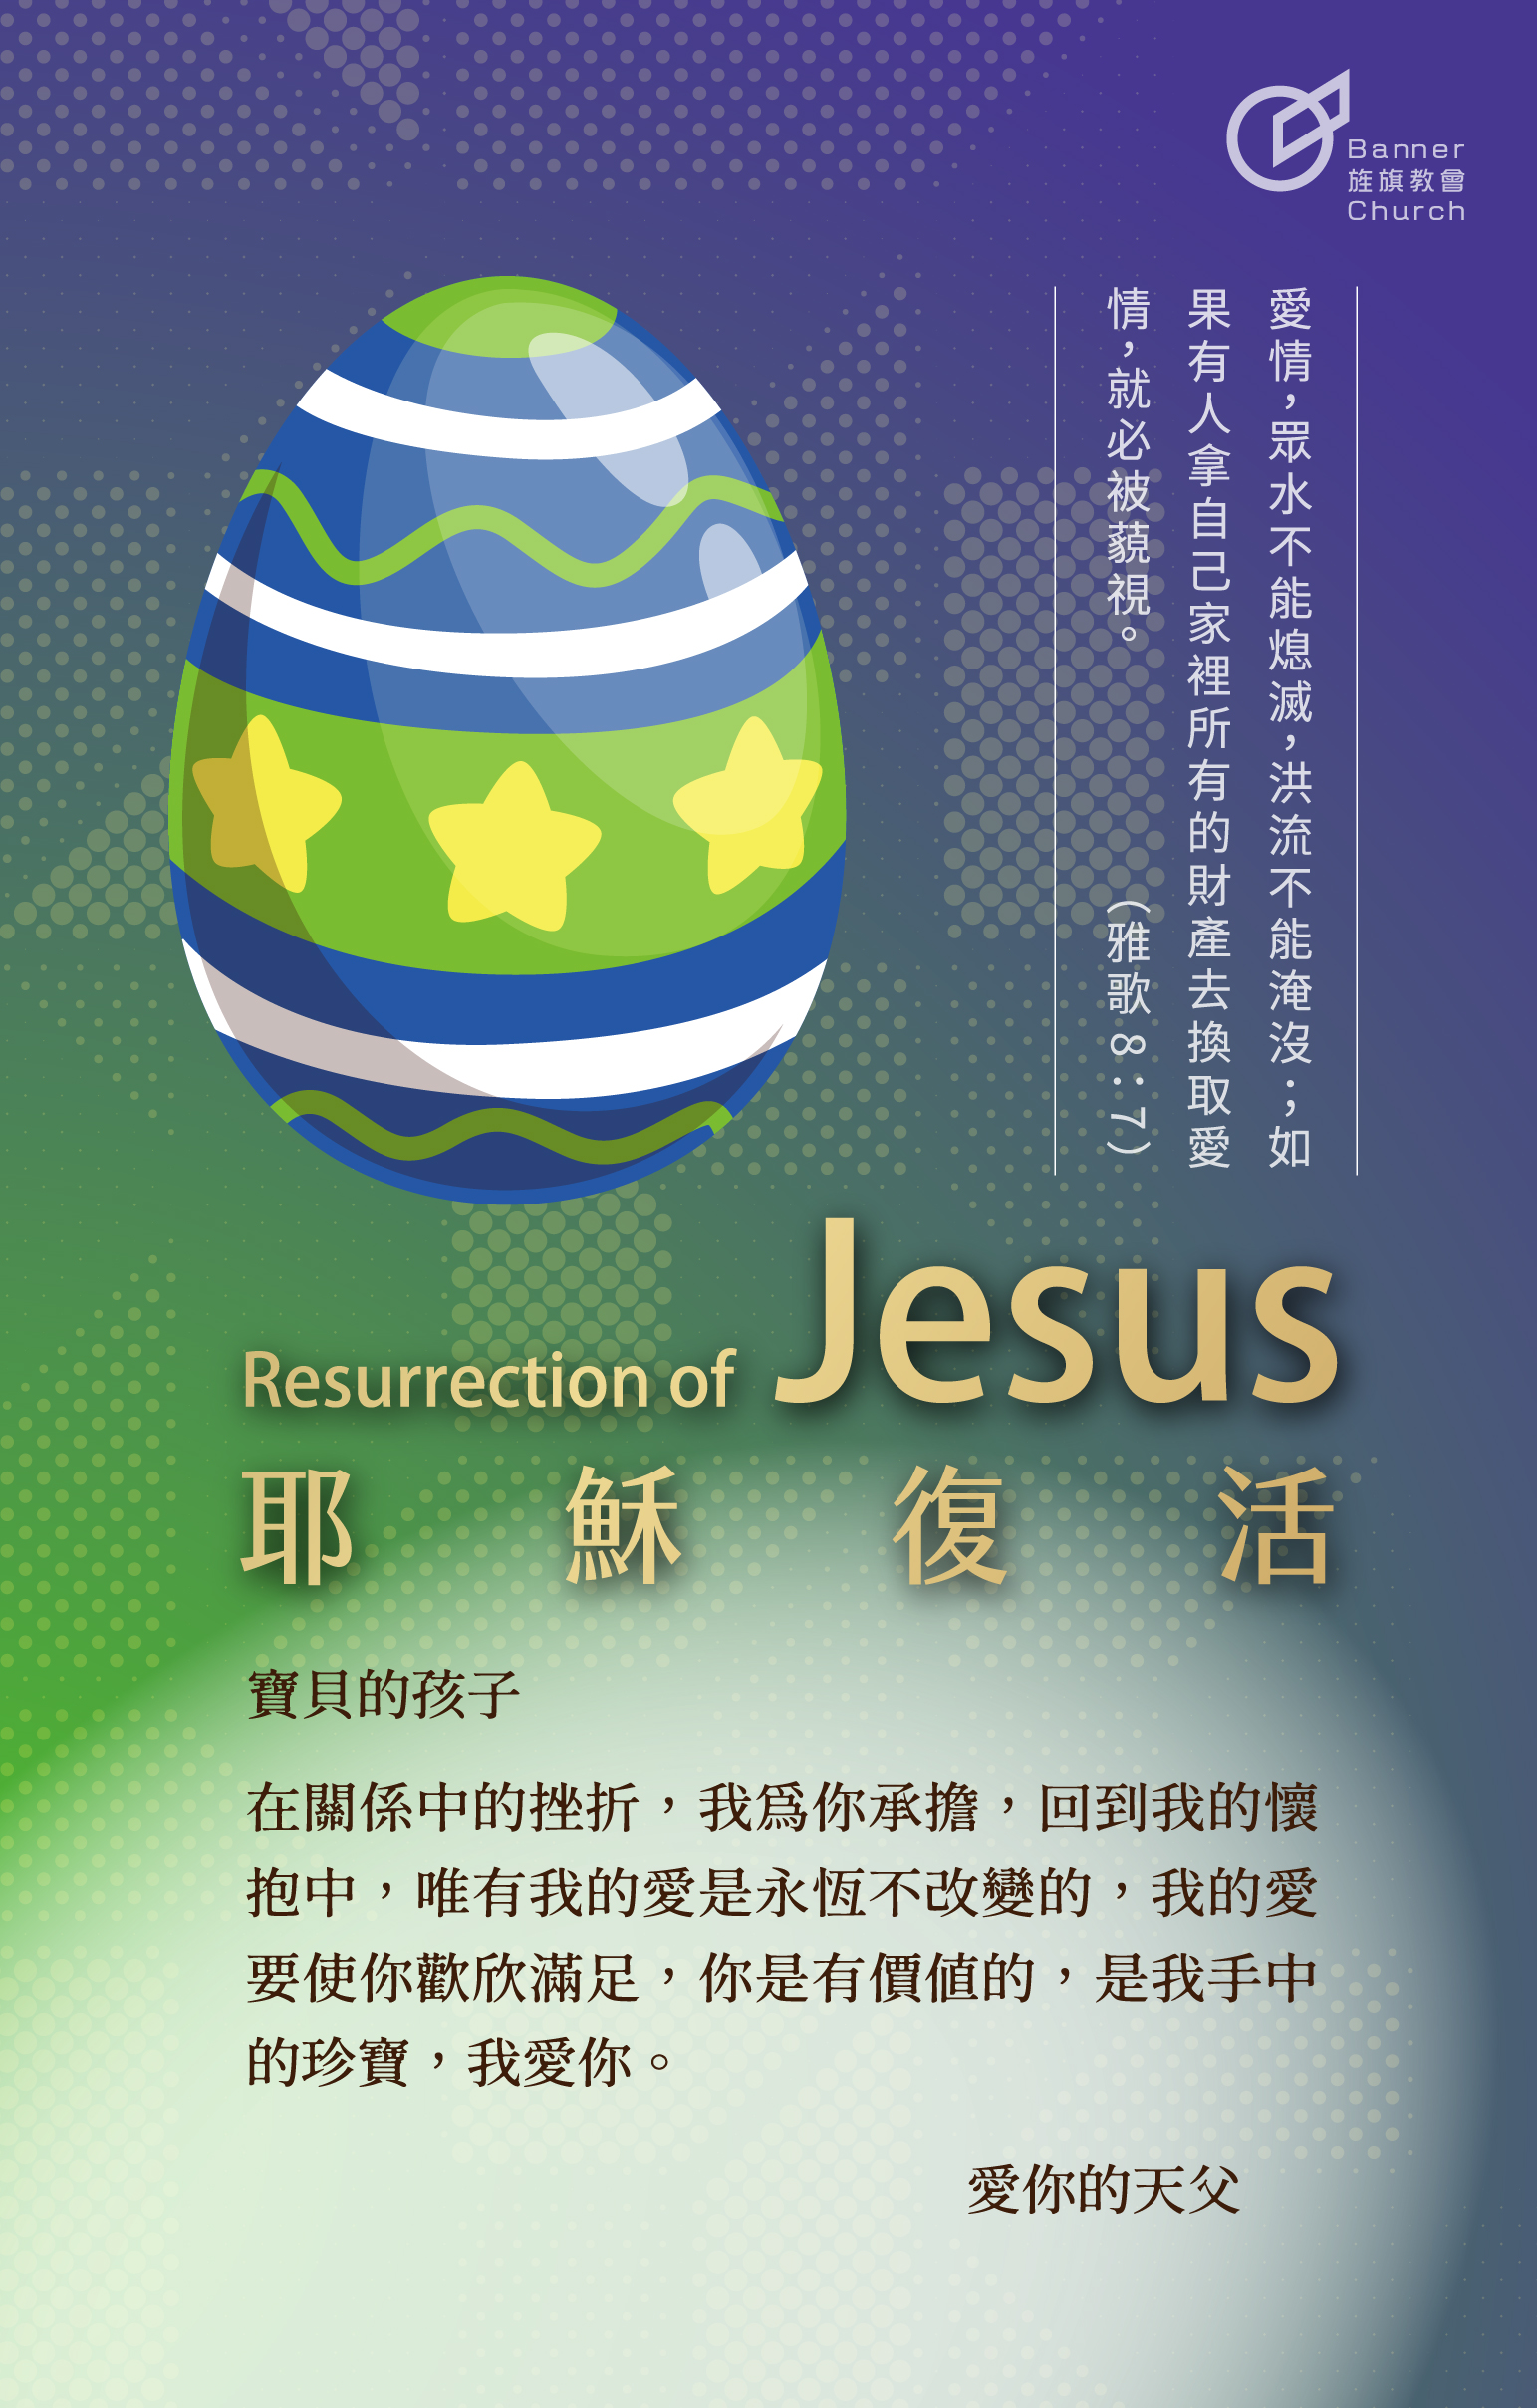 Banner
旌旗教會
Church
愛情，眾水不能熄滅，洪流不能淹沒；如
果有人拿自己家裡所有的財產去換取愛
情，就必被藐視。　（雅歌8：7）
Resurrection of Jesus
耶穌復活
寶貝的孩子
在關係中的挫折，我為你承擔，回到我的懷
抱中，唯有我的愛是永恆不改變的，我的愛
要使你歡欣滿足，你是有價值的，是我手中
的珍寶，我愛你。
愛你的天父